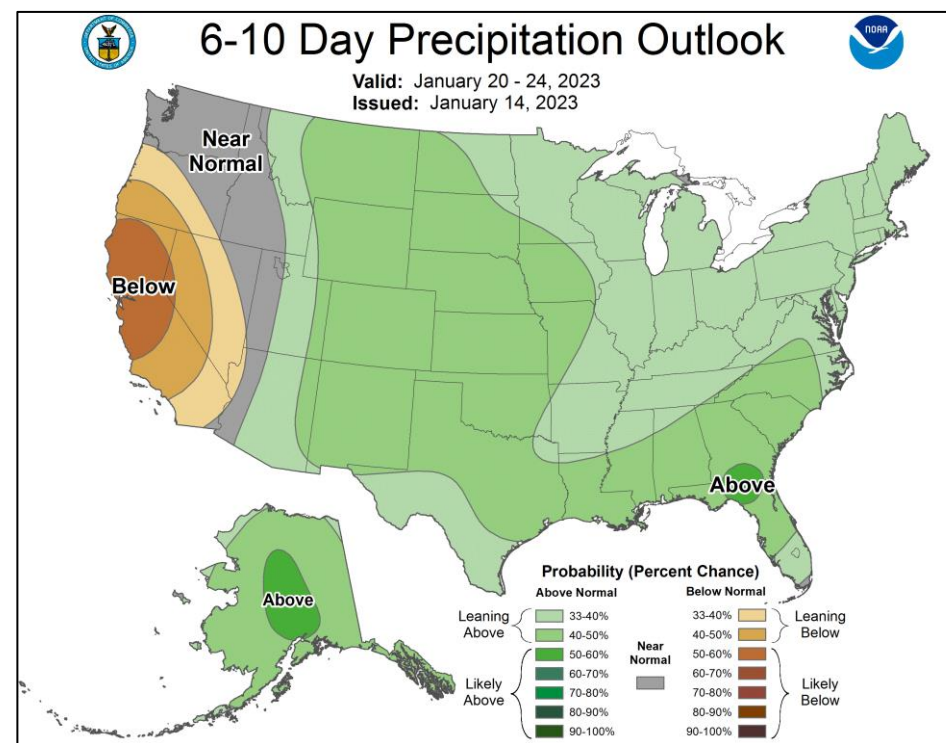 6-10 Day Precipitation Outlook
NOAA
Valid: January 20 - 24, 2023
Issued: January 14, 2023
Near
Normal
Below
Above
Above
Probability (Percent Chance)
Above Normal
Below Normal
Leaning
Above
33-40%
40-50%
Likely
Above
50-60%
60-70%
70-80%
80-90%
90-100%
Near
Normal
33-40%
40-50%
Leaning
Below
50-60%
60-70%
70-80%
80-90%
90-100%
Likely
Below